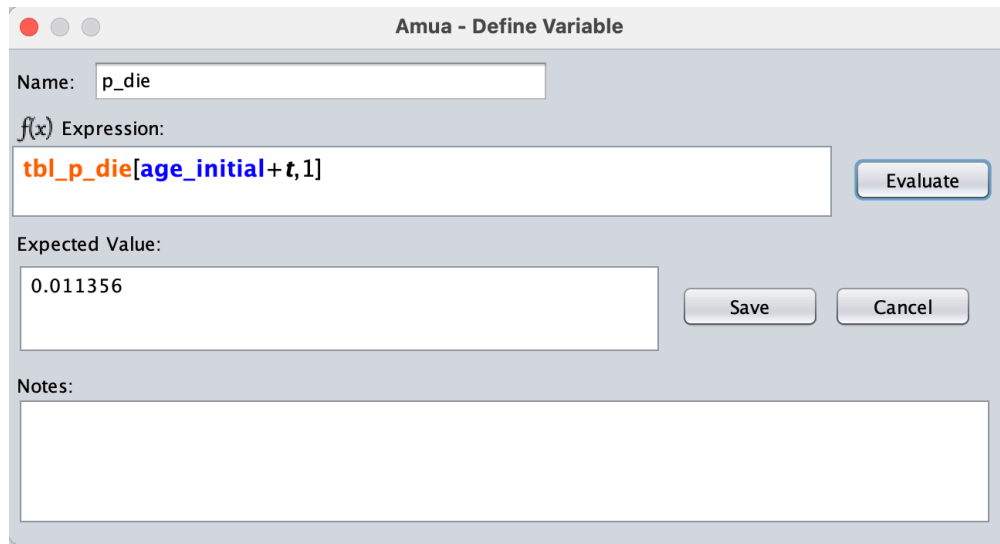 Amua - Define Variable
Name: p_die
f(x) Expression:
tbl_p_die[age_initial+t,1]
Evaluate
Expected Value:
0.011356
Save Cancel
Notes: